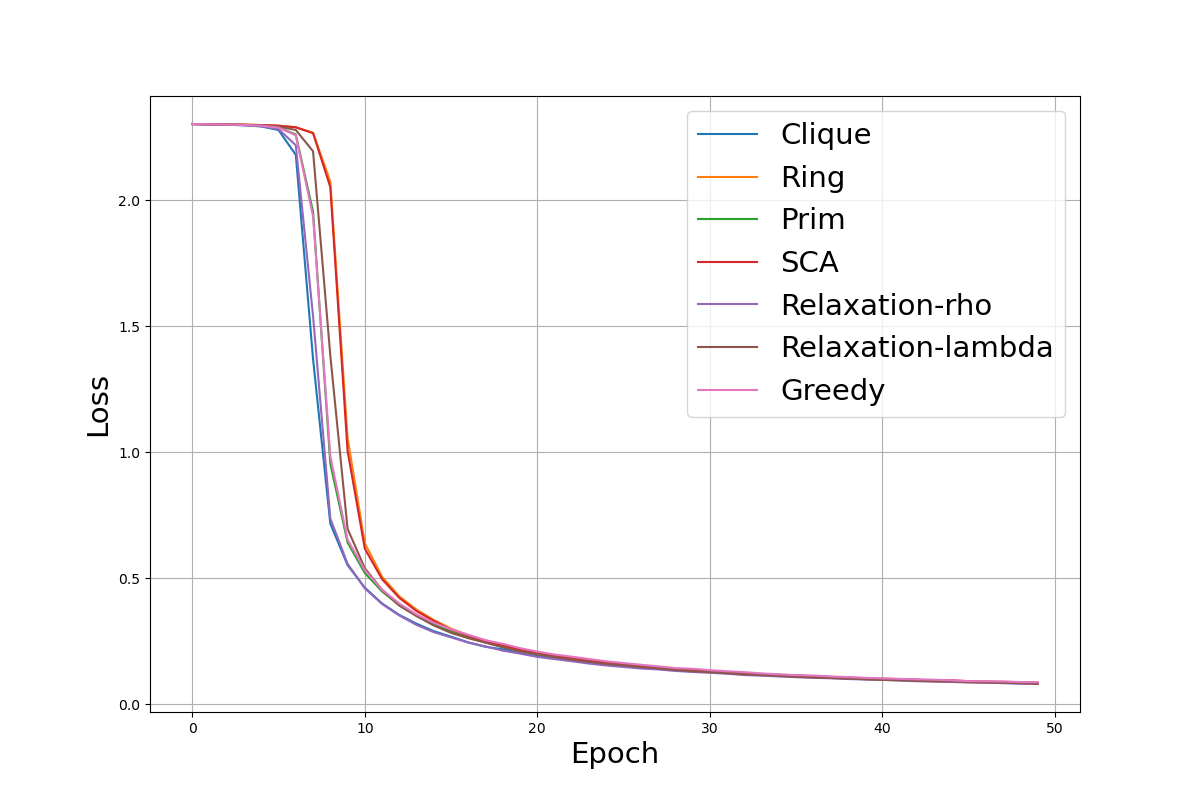 Clique
Ring
Prim
SCA
Relaxation-rho
Relaxation-lambda
Greedy
2.0
1.5
1.0
0.5
0.0
Loss
0 10 20 30 40 50
Epoch